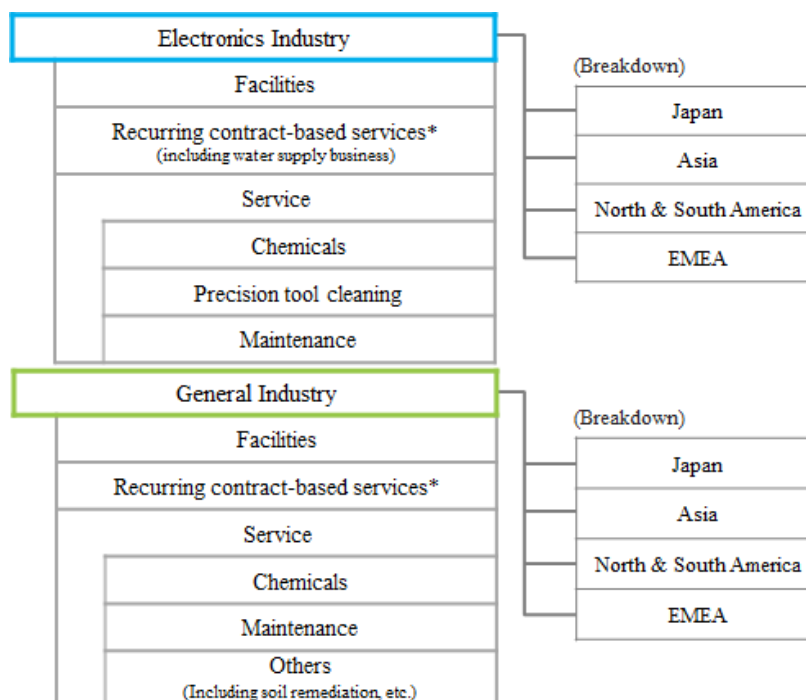 Electronics Industry
Facilities
Recurring contract-based services*
(including water supply business)
Service
Chemicals
Precision tool cleaning
Maintenance
(Breakdown)
Japan
Asia
North & South America
EMEA
General Industry
Facilities
Recurring contract-based services*
Service
Chemicals
Maintenance
Others
(Including soil remediation, etc.)
(Breakdown)
Japan
Asia
North & South America
EMEA